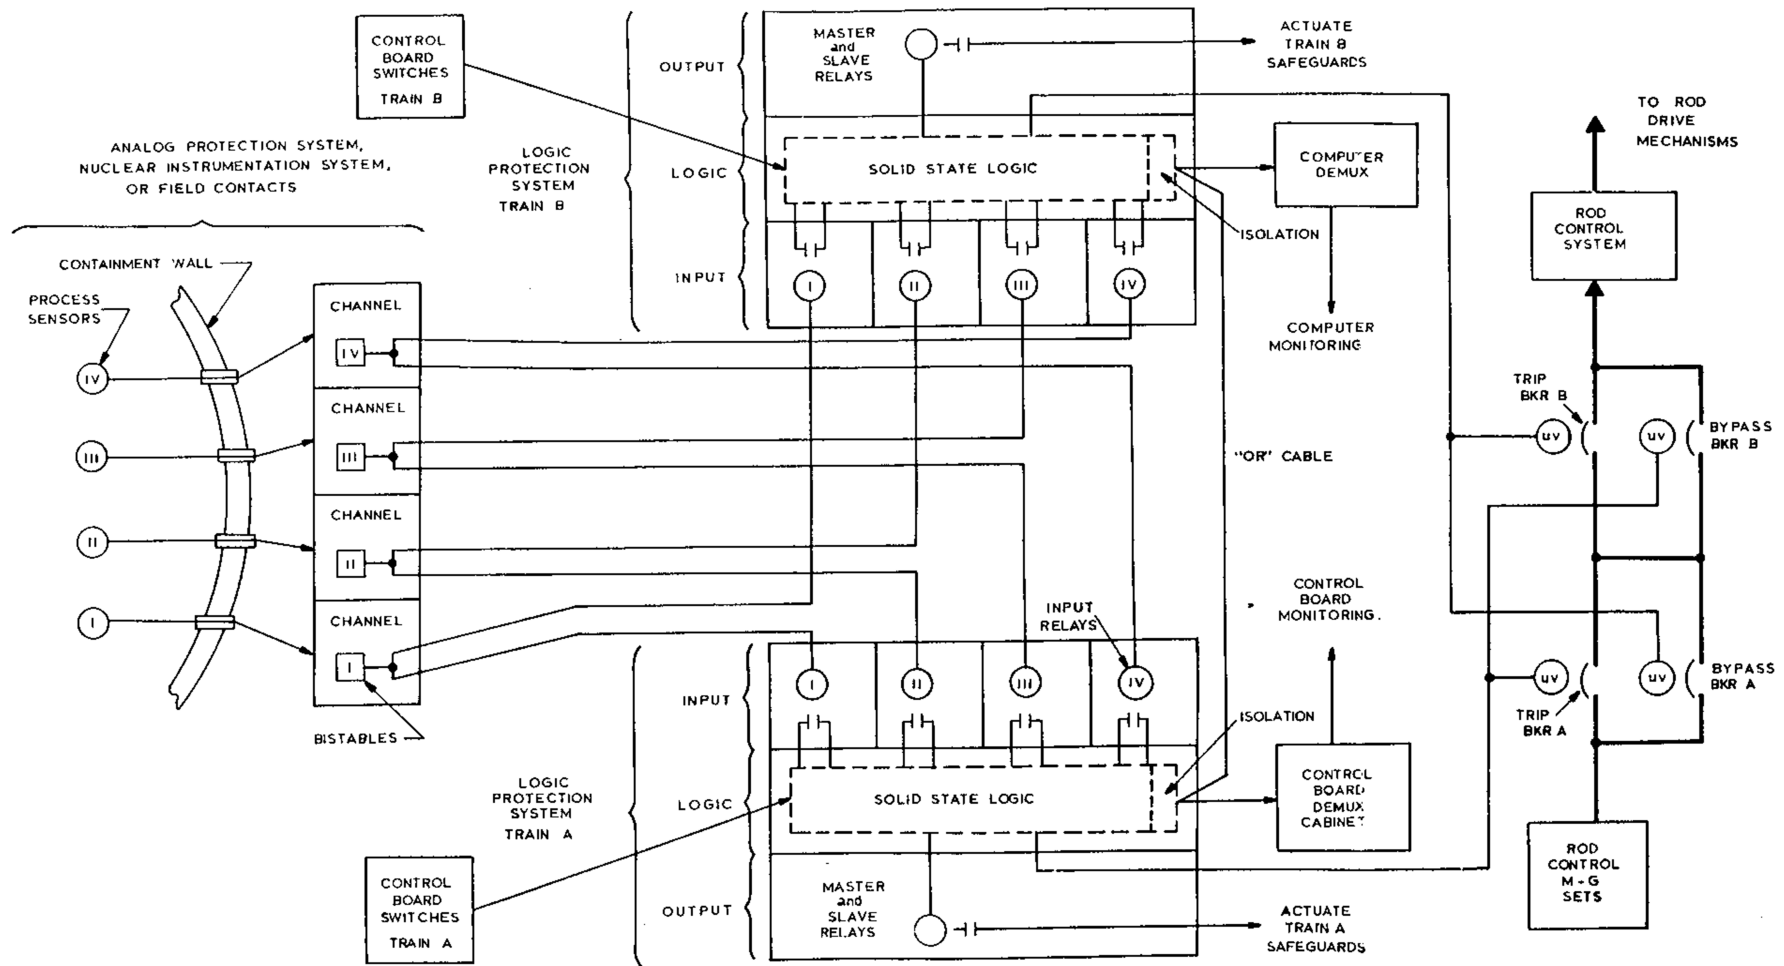 CONTROL
BOARD
SWITCHES
TRAIN B
OUTPUT
MASTER
and
SLAVE
RELAYS
ACTUATE
TRAIN B
SAFEGUARDS
TO ROD
DRIVE
MECHANISMS
ANALOG PROTECTION SYSTEM,
NUCLEAR INSTRUMENTATION SYSTEM,
OR FIELD CONTACTS
LOGIC
PROTECTION
SYSTEM
TRAIN B
LOGIC
SOLID STATE LOGIC
COMPUTER
DEMUX
ROD
CONTROL
SYSTEM
ISOLATION
INPUT
I
II
III
IV
COMPUTER
MONITORING
CONTAINMENT WALL
PROCESS
SENSORS
IV
III
II
I
CHANNEL
IV
CHANNEL
III
CHANNEL
II
CHANNEL
I
BISTABLES
TRIP
BKR B
UV
UV
BYPASS
BKR B
"OR" CABLE
CONTROL
BOARD
MONITORING.
INPUT
RELAYS
INPUT
I
II
III
IV
ISOLATION
UV
UV
BYPASS
BKR A
TRIP
BKR A
LOGIC
PROTECTION
SYSTEM
TRAIN A
LOGIC
SOLID STATE LOGIC
CONTROL
BOARD
DEMUX
CABINET
ROD
CONTROL
M-G
SETS
CONTROL
BOARD
SWITCHES
TRAIN A
OUTPUT
MASTER
and
SLAVE
RELAYS
ACTUATE
TRAIN A
SAFEGUARDS